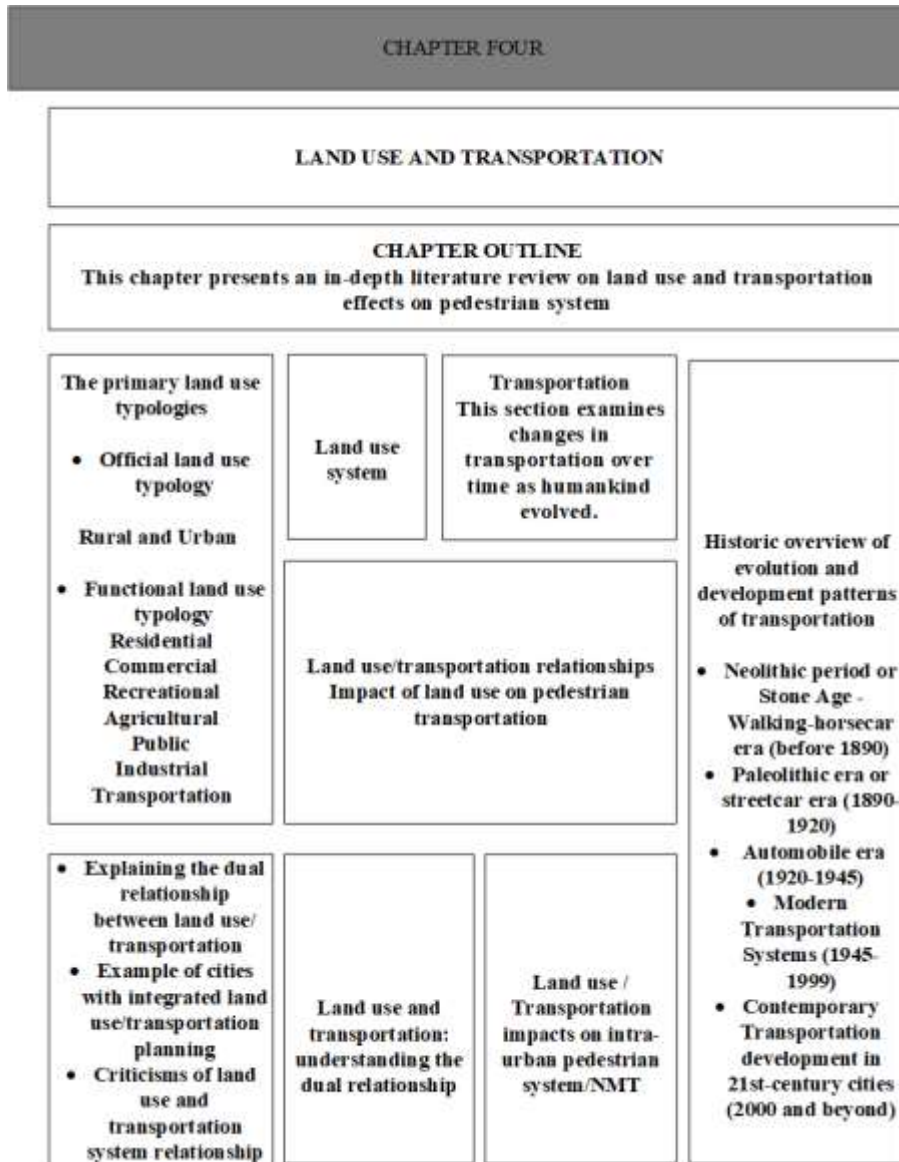 CHAPTER FOUR
LAND USE AND TRANSPORTATION
CHAPTER OUTLINE
This chapter presents an in-depth literature review on land use and transportation
effects on pedestrian system
The primary land use
typologies
• Official land use
typology
Rural and Urban
• Functional land use
typology
Residential
Commercial
Recreational
Agricultural
Public
Industrial
Transportation
Land use
system
Transportation
This section examines
changes in
transportation over
time as humankind
evolved.
Land use/transportation relationships
Impact of land use on pedestrian
transportation
Historic overview of
evolution and
development patterns
of transportation
• Neolithic period or
Stone Age -
Walking-horsecar
era (before 1890)
• Paleolithic era or
streetcar era (1890-
1920)
• Automobile era
(1920-1945)
• Modern
Transportation
Systems (1945-
1999)
• Contemporary
Transportation
development in
21st-century cities
(2000 and beyond)
• Explaining the dual
relationship
between land use/
transportation
• Example of cities
with integrated land
use/transportation
planning
• Criticisms of land
use and
transportation
system relationship
Land use and
transportation:
understanding the
dual relationship
Land use /
Transportation
impacts on intra-
urban pedestrian
system/NMT